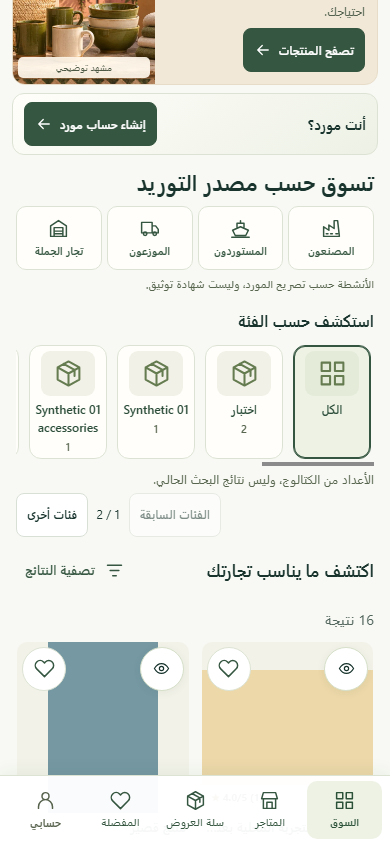 احتياجك.
تصفح المنتجات ←
مشهد توضيحي
أنت مورد؟
إنشاء حساب مورد ←
تسوق حسب مصدر التوريد
المصنعون
المستوردون
الموزعون
تجار الجملة
الأنشطة حسب تصريح المورد، وليست شهادة توثيق.
استكشف حسب الفئة
الكل
اختبار
2
Synthetic 01
1
Synthetic 01
accessories
1
الأعداد من الكتالوج، وليس نتائج البحث الحالي.
الفئات السابقة
1 / 2
فئات أخرى
اكتشف ما يناسب تجارتك
تصفية النتائج
16 نتيجة
السوق
المتاجر
سلة العروض
المفضلة
حسابي